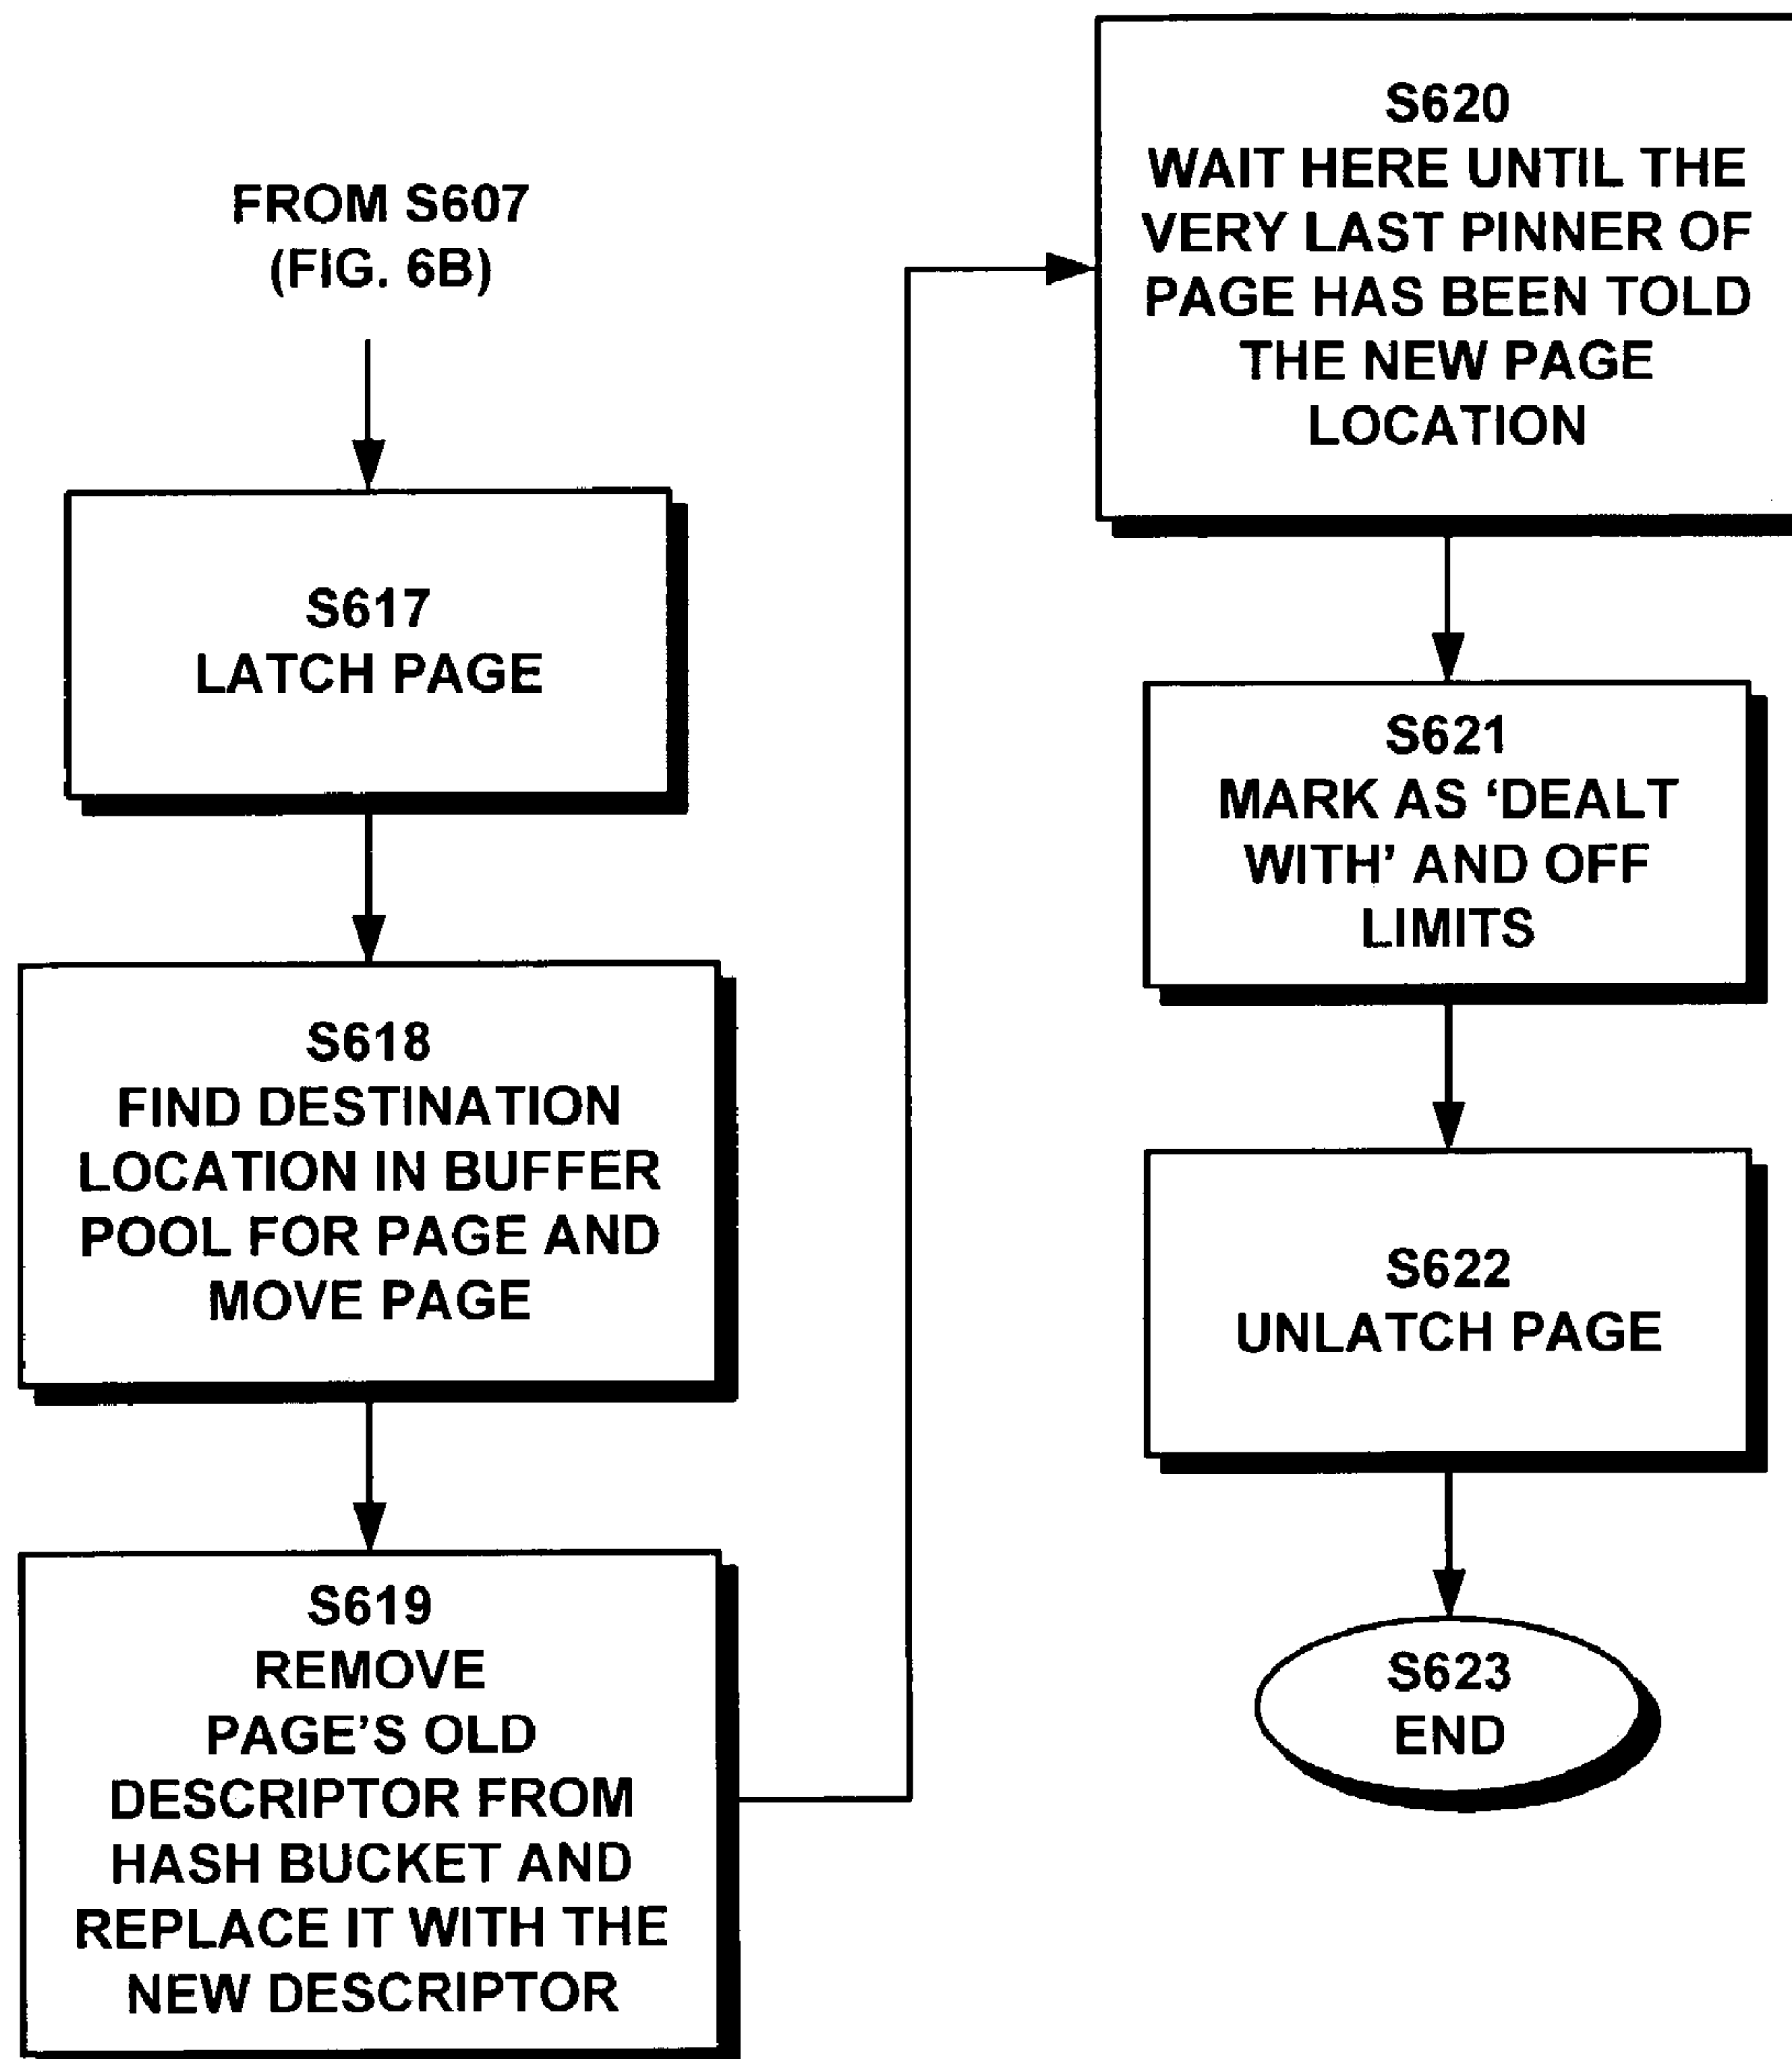 FROM S607
(FIG. 6B)
S617
LATCH PAGE
S618
FIND DESTINATION
LOCATION IN BUFFER
POOL FOR PAGE AND
MOVE PAGE
S619
REMOVE
PAGE'S OLD
DESCRIPTOR FROM
HASH BUCKET AND
REPLACE IT WITH THE
NEW DESCRIPTOR
S620
WAIT HERE UNTIL THE
VERY LAST PINNER OF
PAGE HAS BEEN TOLD
THE NEW PAGE
LOCATION
S621
MARK AS ‘DEALT
WITH’ AND OFF
LIMITS
S622
UNLATCH PAGE
S623
END